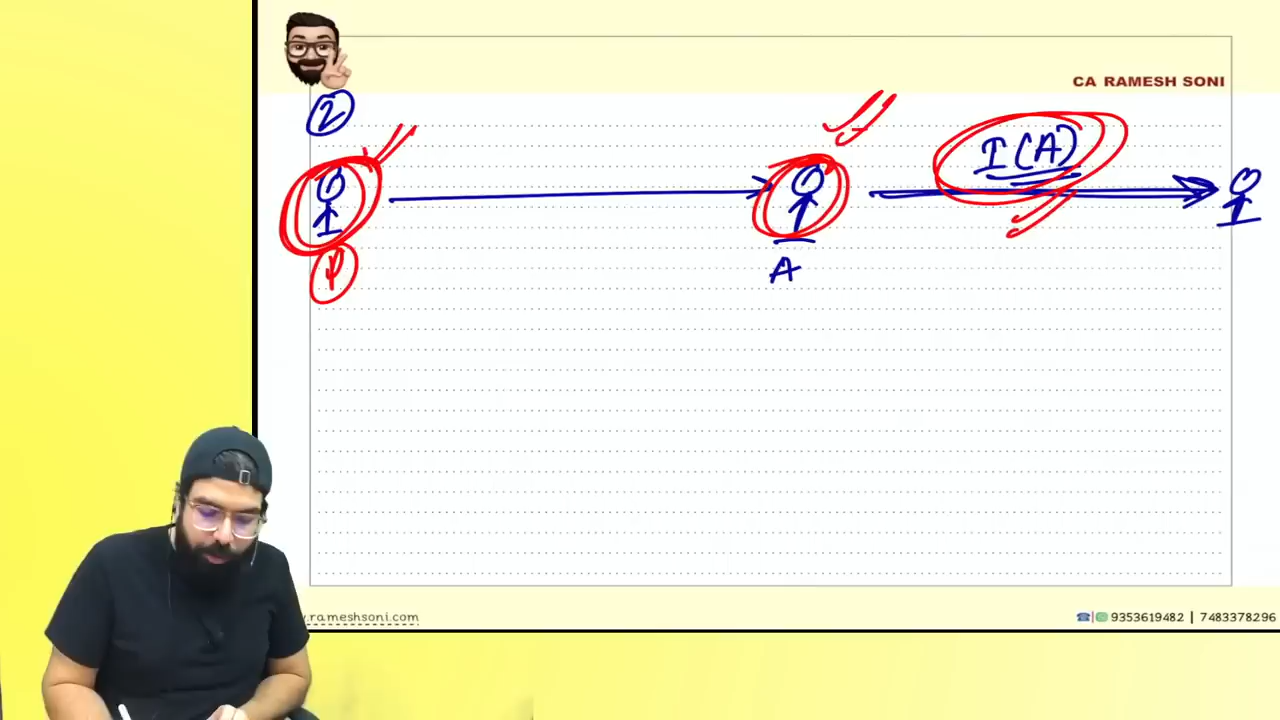 CA RAMESH SONI
2
I (A)
P
A
.rameshsoni.com
9353619482 | 7483378296